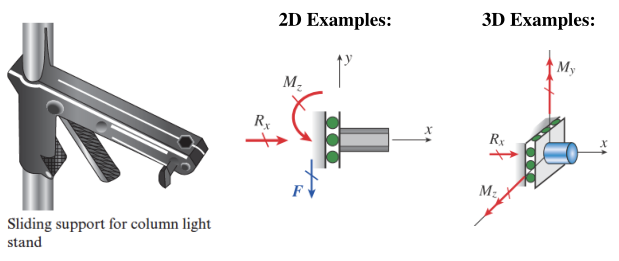 2D Examples:
3D Examples:
y
M_z
R_x
x
F
M_y
R_x
x
M_z
Sliding support for column light
stand